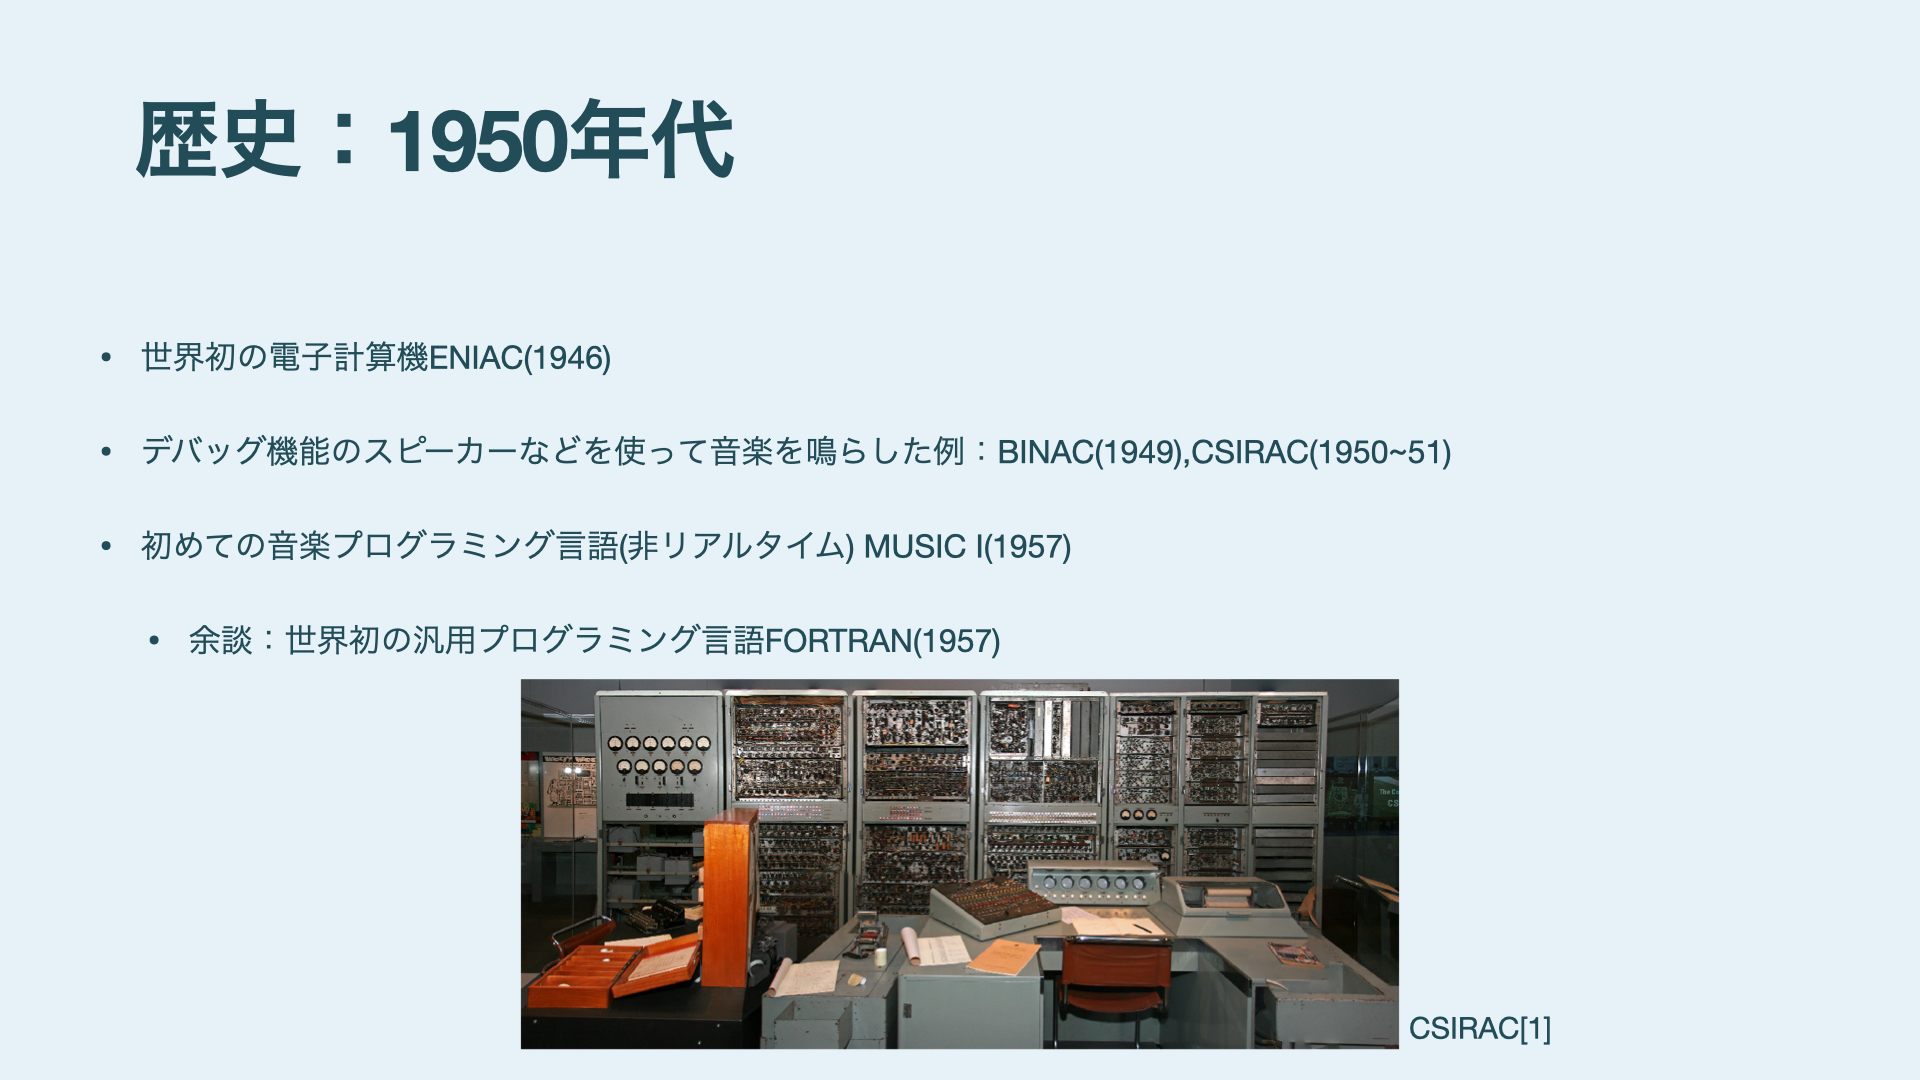 歴史：1950年代
• 世界初の電子計算機ENIAC(1946)
• デバッグ機能のスピーカーなどを使って音楽を鳴らした例：BINAC(1949),CSIRAC(1950~51)
• 初めての音楽プログラミング言語(非リアルタイム) MUSIC I(1957)
• 余談：世界初の汎用プログラミング言語FORTRAN(1957)
CSIRAC[1]